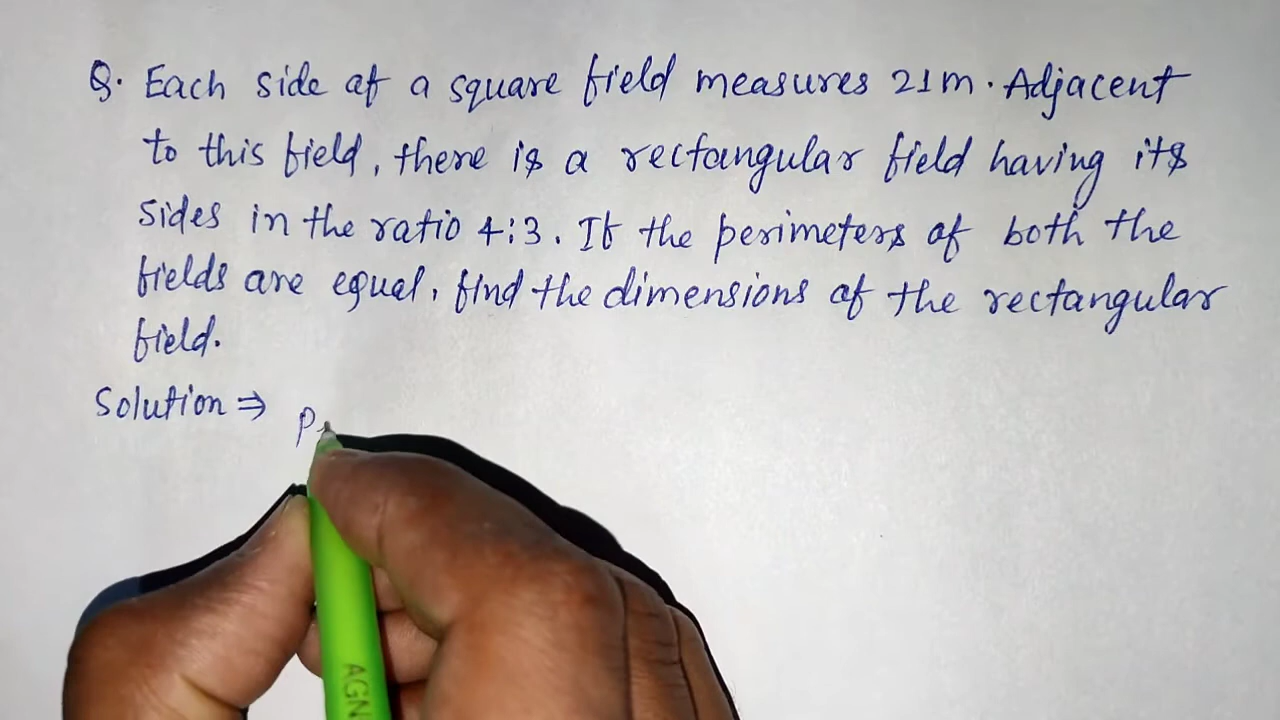 Q. Each side of a square field measures 21m. Adjacent
to this field, there is a rectangular field having its
sides in the ratio 4:3. If the perimeters of both the
fields are equal, find the dimensions of the rectangular
field.
Solution ⇒ P
AGN